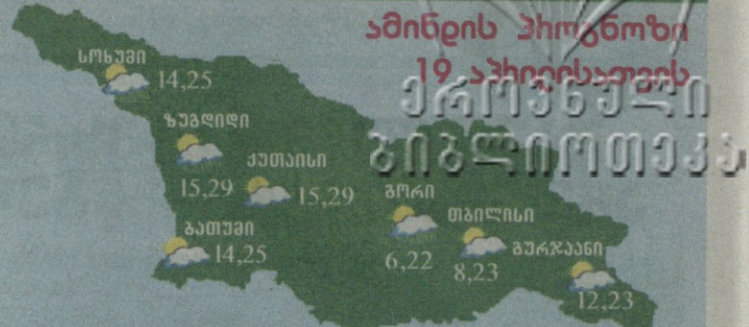 ამინდის პროგნოზი
19 აპრილისათვის
ეროვნული
ბიბლიოთეკა
სოხუმი
14,25
ზუგდიდი
15,29
ქუთაისი
15,29
ბათუმი
14,25
გორი
6,22
თბილისი
8,23
გურჯაანი
12,23